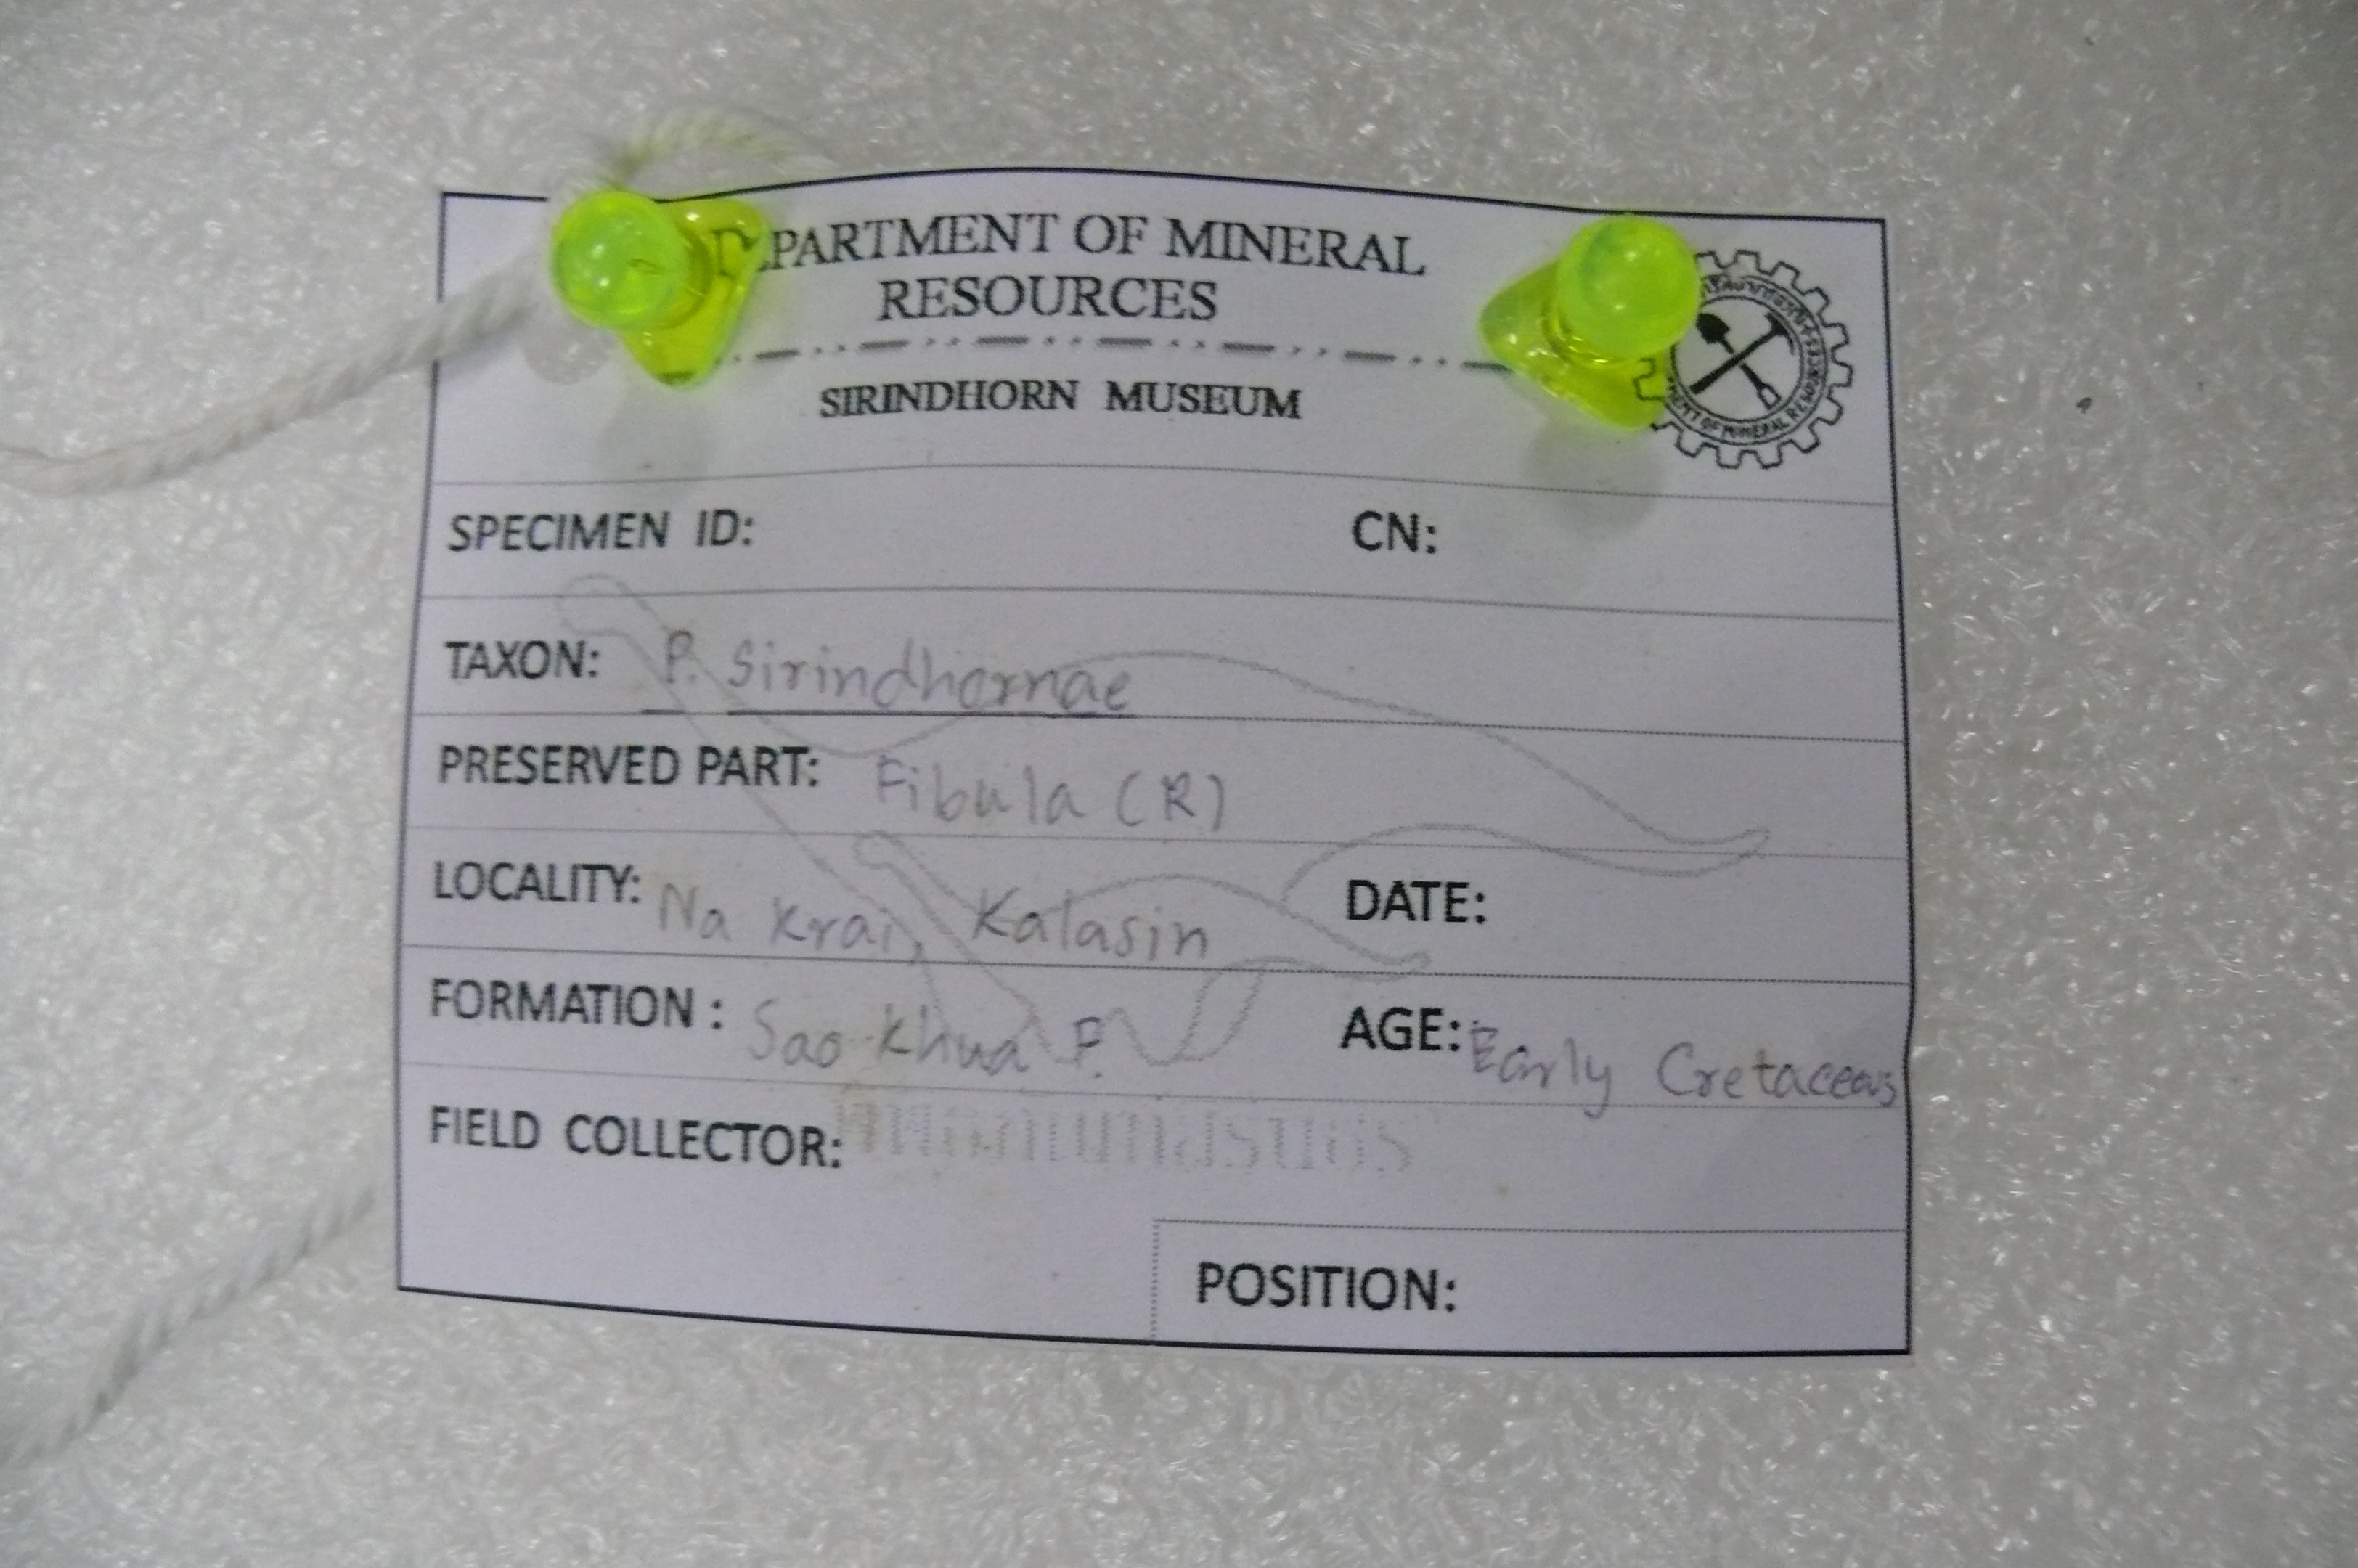 DEPARTMENT OF MINERAL
RESOURCES
SIRINDHORN MUSEUM
SPECIMEN ID: CN:
TAXON: P. Sirindhornae
PRESERVED PART: Fibula (R)
LOCALITY: Na Krai, Kalasin DATE:
FORMATION : Sao Khua F. AGE: Early Cretaceous
FIELD COLLECTOR:
POSITION: